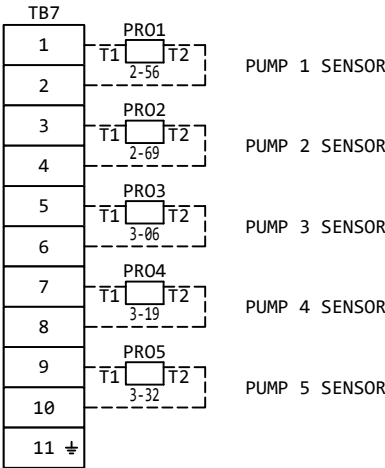 TB7
1
PRO1
T1 T2
2-56
PUMP 1 SENSOR
2
3
PRO2
T1 T2
2-69
PUMP 2 SENSOR
4
5
PRO3
T1 T2
3-06
PUMP 3 SENSOR
6
7
PRO4
T1 T2
3-19
PUMP 4 SENSOR
8
9
PRO5
T1 T2
3-32
PUMP 5 SENSOR
10
11